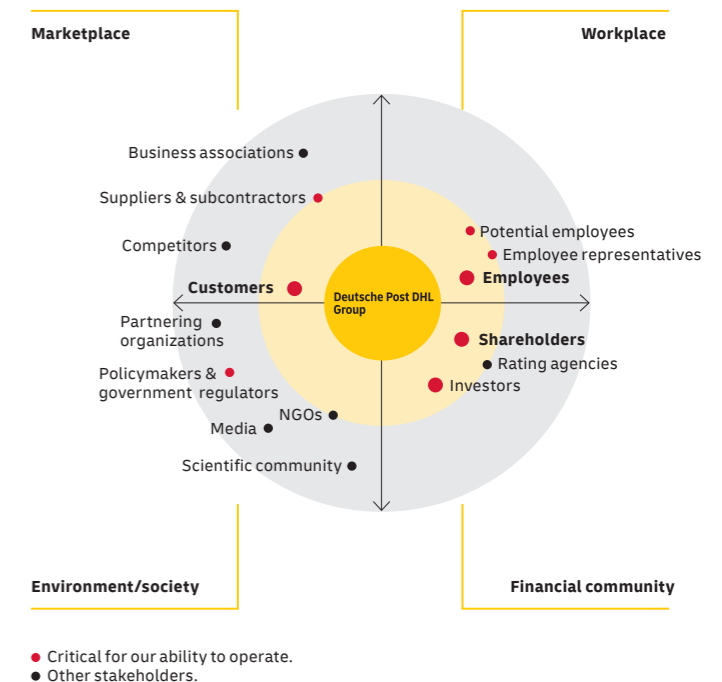 Marketplace
Workplace
Business associations
Suppliers & subcontractors
Potential employees
Competitors
Employee representatives
Employees
Customers
Deutsche Post DHL
Group
Partnering
organizations
Shareholders
Rating agencies
Policymakers &
government regulators
Investors
NGOs
Media
Scientific community
Environment/society
Financial community
Critical for our ability to operate.
Other stakeholders.